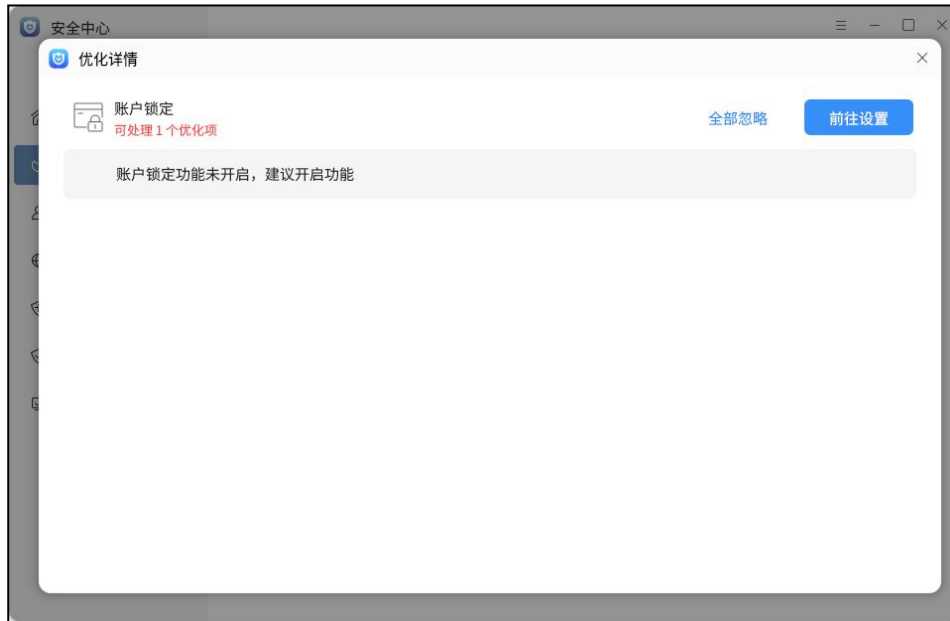 安全中心
优化详情
账户锁定
可处理 1 个优化项
全部忽略
前往设置
账户锁定功能未开启，建议开启功能